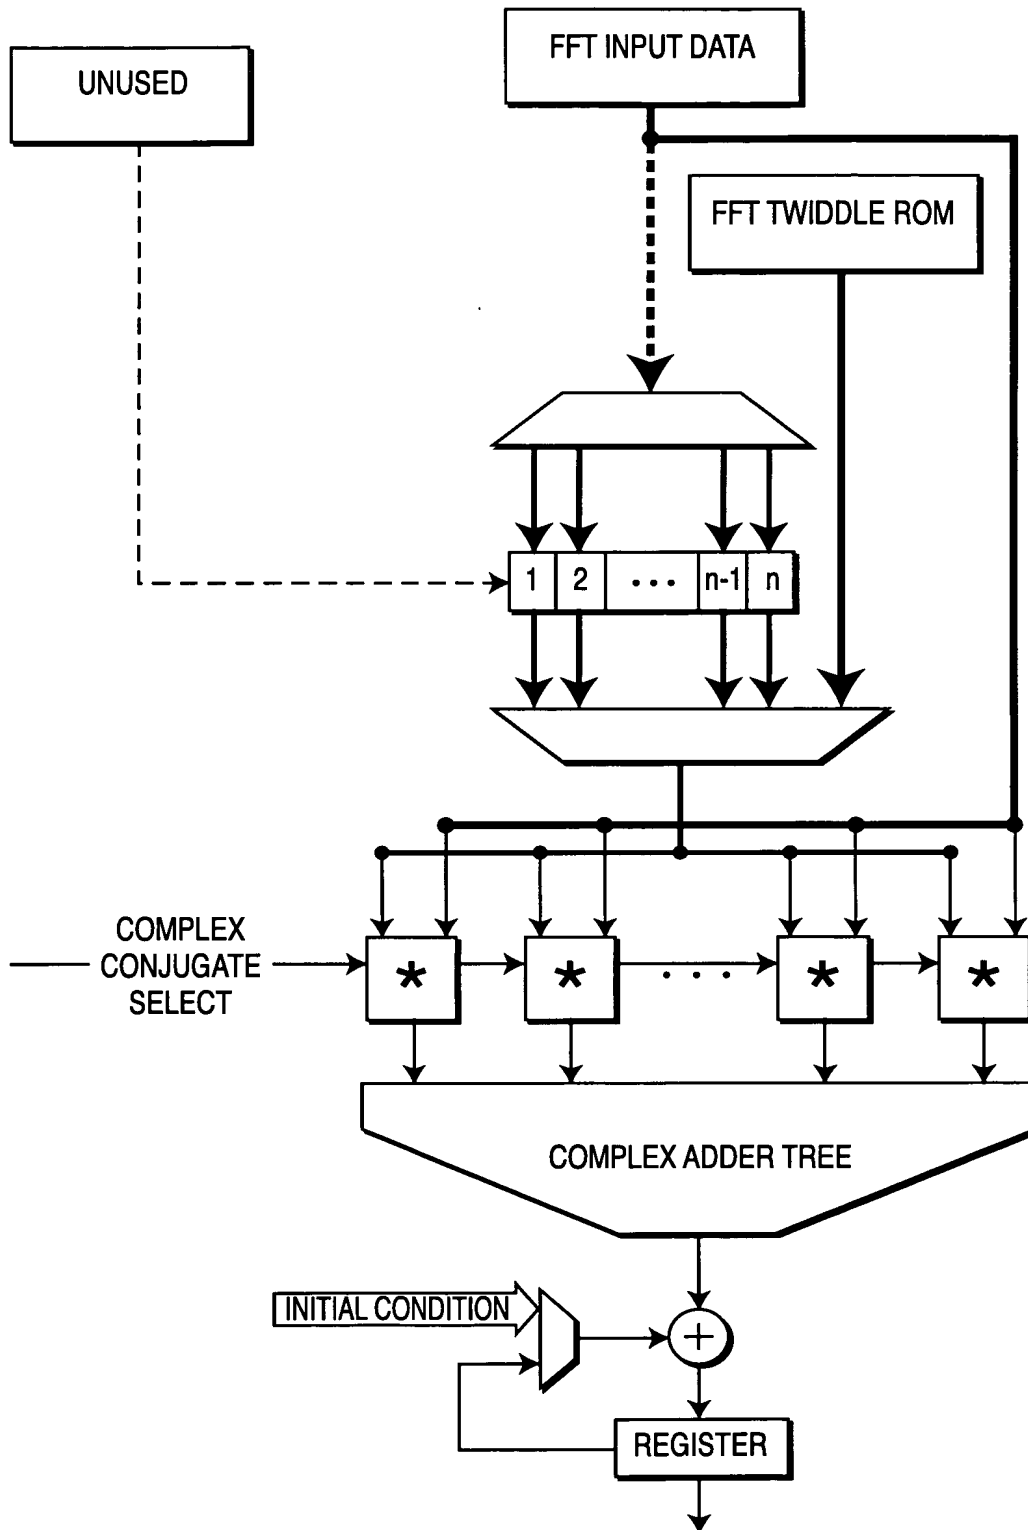 FFT INPUT DATA
UNUSED
FFT TWIDDLE ROM
1 2 ... n-1 n
COMPLEX
CONJUGATE
SELECT
* * ... * *
COMPLEX ADDER TREE
INITIAL CONDITION
+
REGISTER